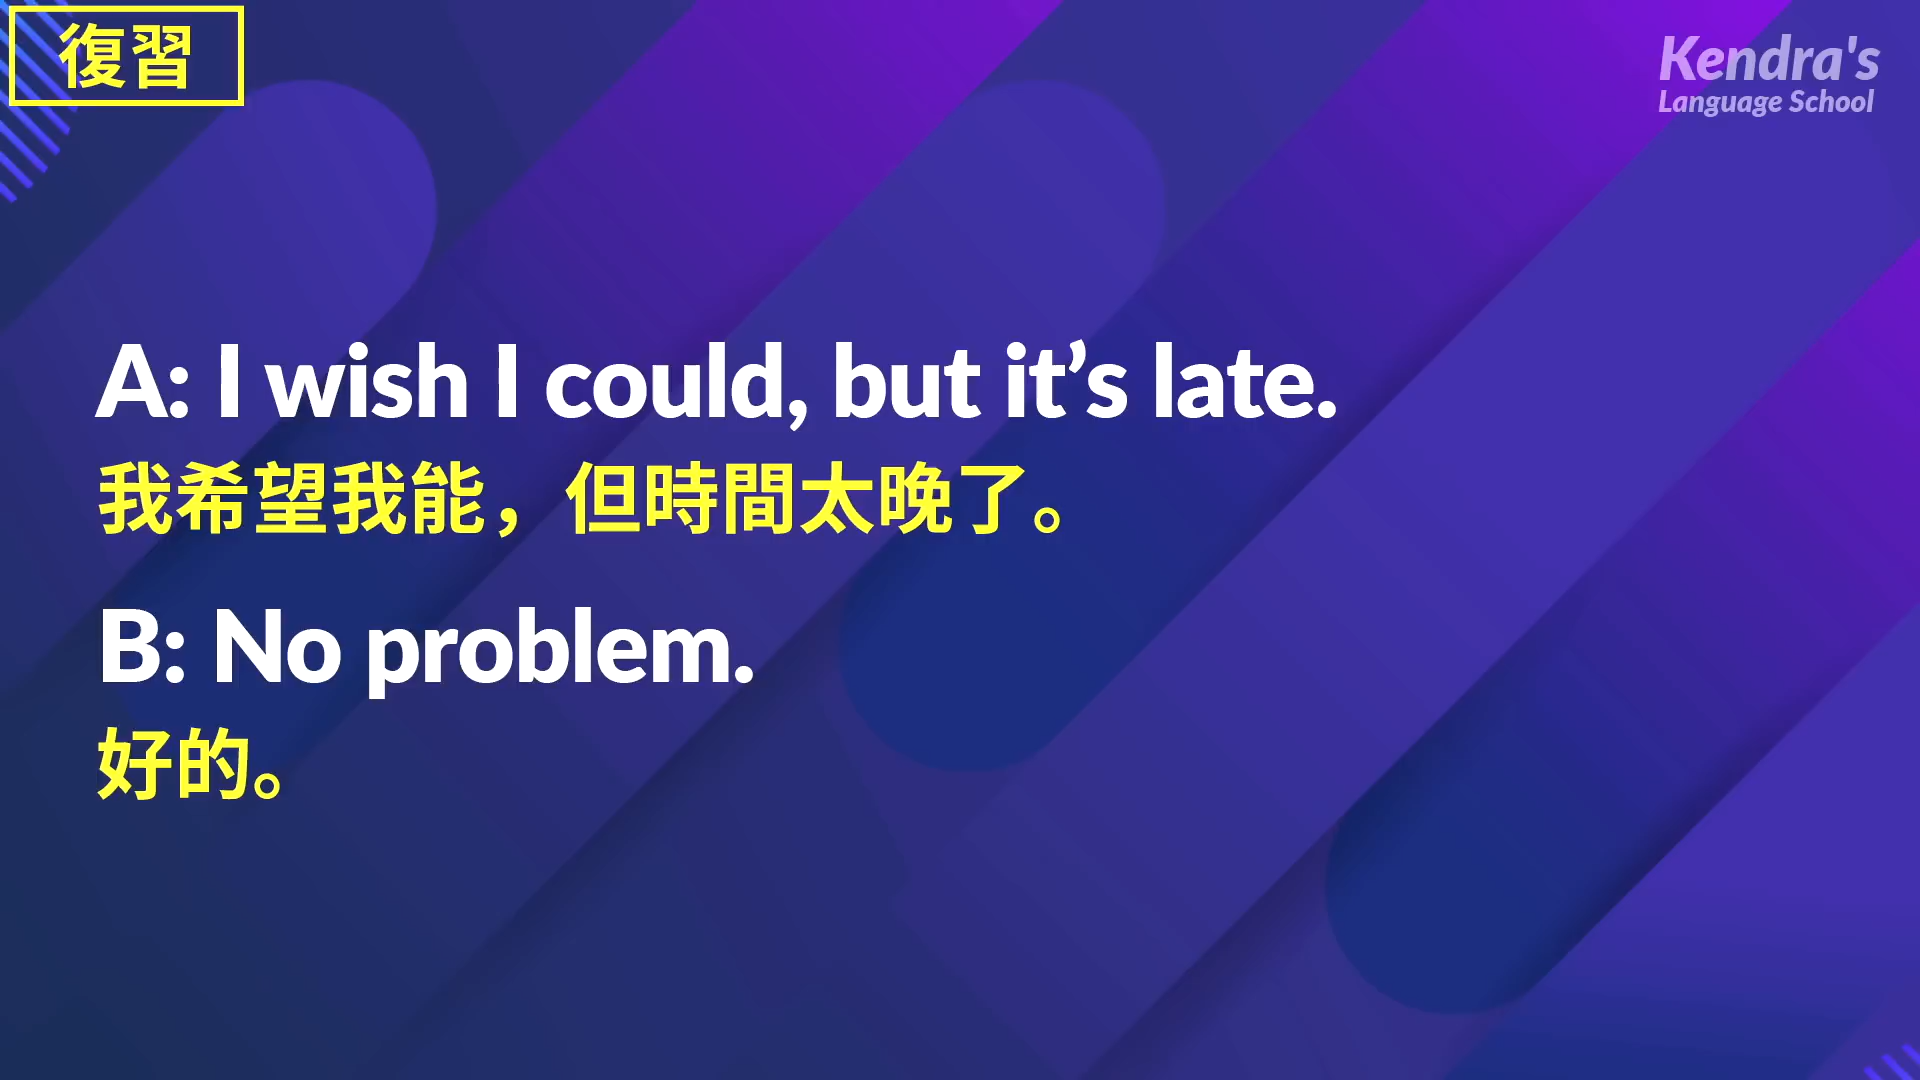 復習
Kendra's
Language School
A: I wish I could, but it’s late.
我希望我能，但時間太晚了。
B: No problem.
好的。